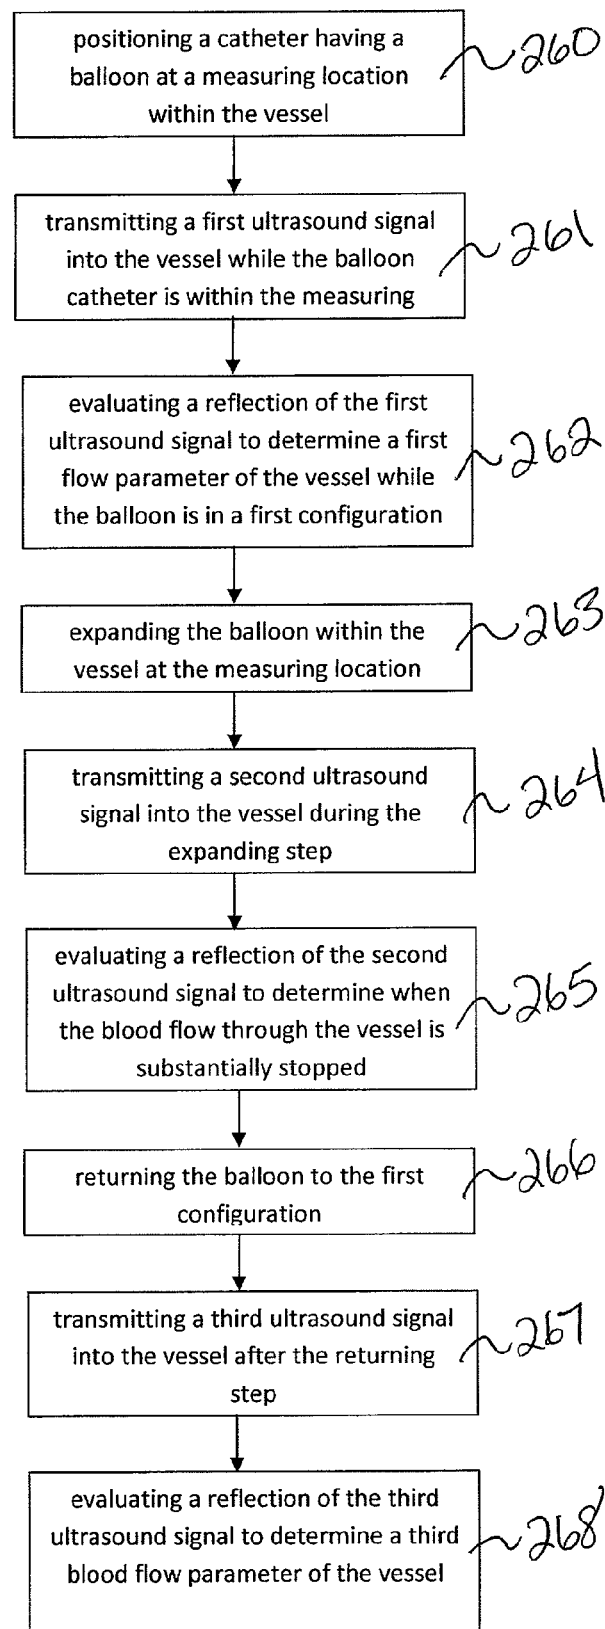 positioning a catheter having a
balloon at a measuring location
within the vessel
260
transmitting a first ultrasound signal
into the vessel while the balloon
catheter is within the measuring
261
evaluating a reflection of the first
ultrasound signal to determine a first
flow parameter of the vessel while
the balloon is in a first configuration
262
expanding the balloon within the
vessel at the measuring location
263
transmitting a second ultrasound
signal into the vessel during the
expanding step
264
evaluating a reflection of the second
ultrasound signal to determine when
the blood flow through the vessel is
substantially stopped
265
returning the balloon to the first
configuration
266
transmitting a third ultrasound signal
into the vessel after the returning
step
267
evaluating a reflection of the third
ultrasound signal to determine a third
blood flow parameter of the vessel
268